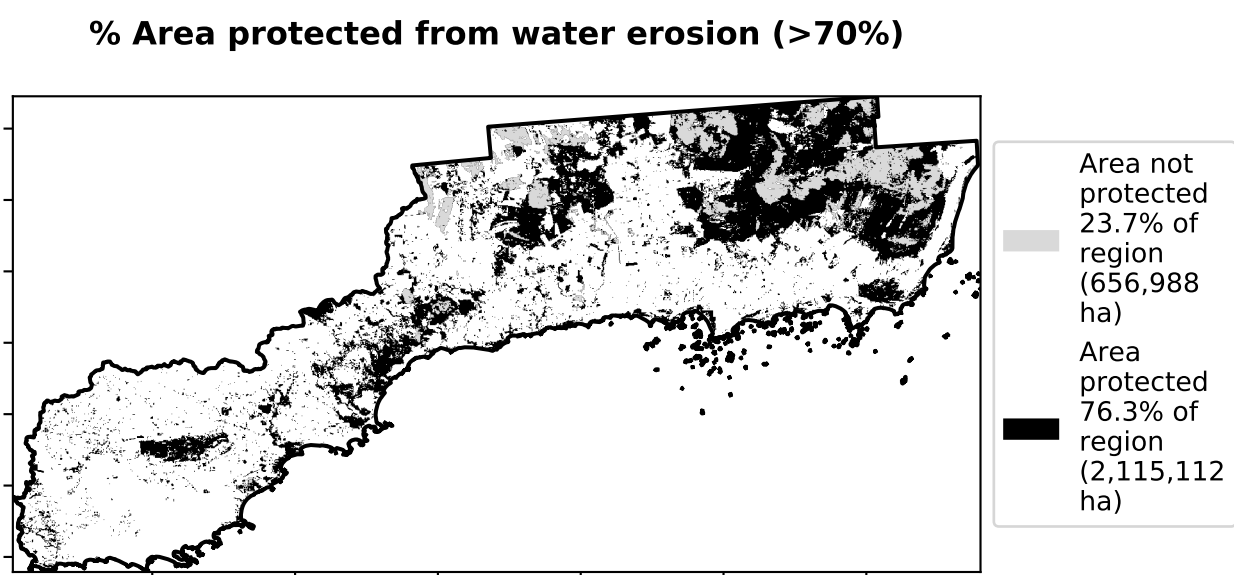 % Area protected from water erosion (>70%)
Area not
protected
23.7% of
region
(656,988
ha)
Area
protected
76.3% of
region
(2,115,112
ha)